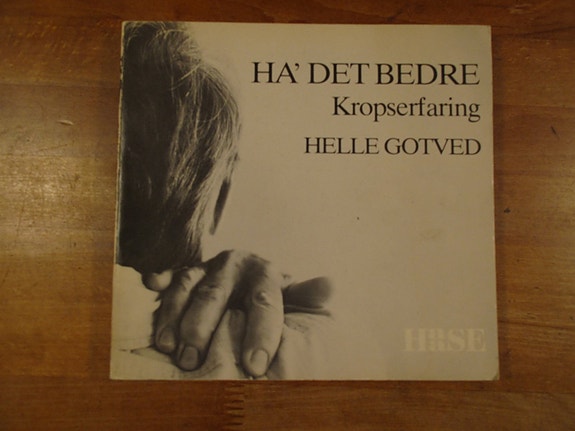 HA' DET BEDRE
Kropserfaring
HELLE GOTVED
HASE